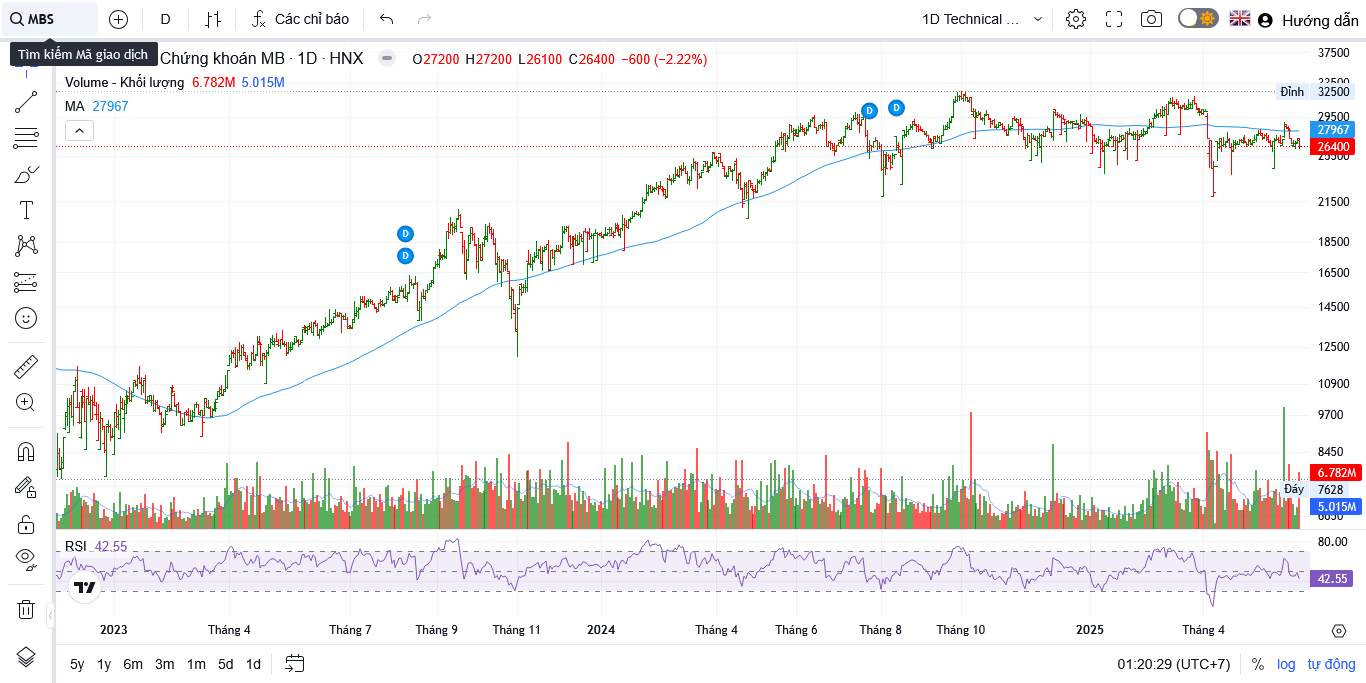 MBS
D
Các chỉ báo
1D Technical ...
Hướng dẫn
Tìm kiếm Mã giao dịch
Chứng khoán MB · 1D · HNX
O27200 H27200 L26100 C26400 −600 (−2.22%)
Volume - Khối lượng 6.782M 5.015M
MA 27967
37500
32500
Đỉnh 32500
29500
27967
26400
25500
21500
18500
16500
14500
12500
10900
9700
8450
6.782M
Đáy 7628
5.015M
6650
D
D
D
D
RSI 42.55
80.00
42.55
2023 Tháng 4 Tháng 7 Tháng 9 Tháng 11 2024 Tháng 4 Tháng 6 Tháng 8 Tháng 10 2025 Tháng 4
5y 1y 6m 3m 1m 5d 1d
01:20:29 (UTC+7) % log tự động